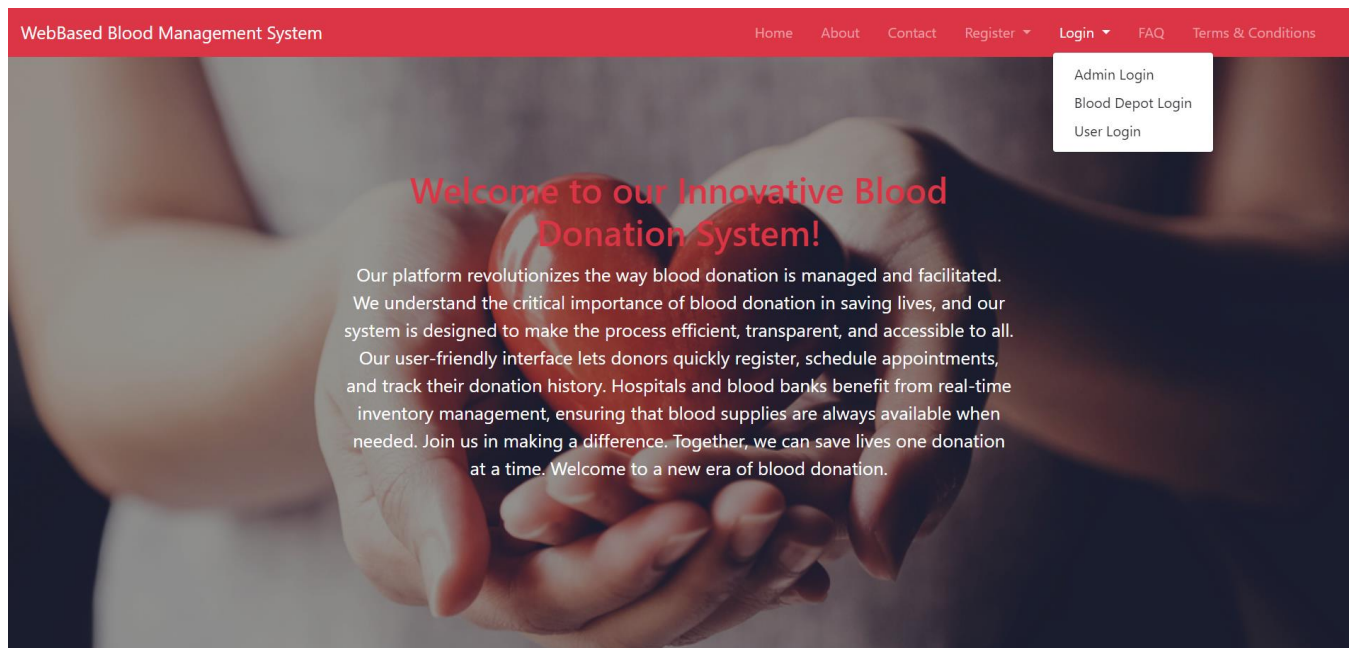 WebBased Blood Management System
Home About Contact Register Login FAQ Terms & Conditions
Admin Login
Blood Depot Login
User Login
Welcome to our Innovative Blood
Donation System!
Our platform revolutionizes the way blood donation is managed and facilitated.
We understand the critical importance of blood donation in saving lives, and our
system is designed to make the process efficient, transparent, and accessible to all.
Our user-friendly interface lets donors quickly register, schedule appointments,
and track their donation history. Hospitals and blood banks benefit from real-time
inventory management, ensuring that blood supplies are always available when
needed. Join us in making a difference. Together, we can save lives one donation
at a time. Welcome to a new era of blood donation.